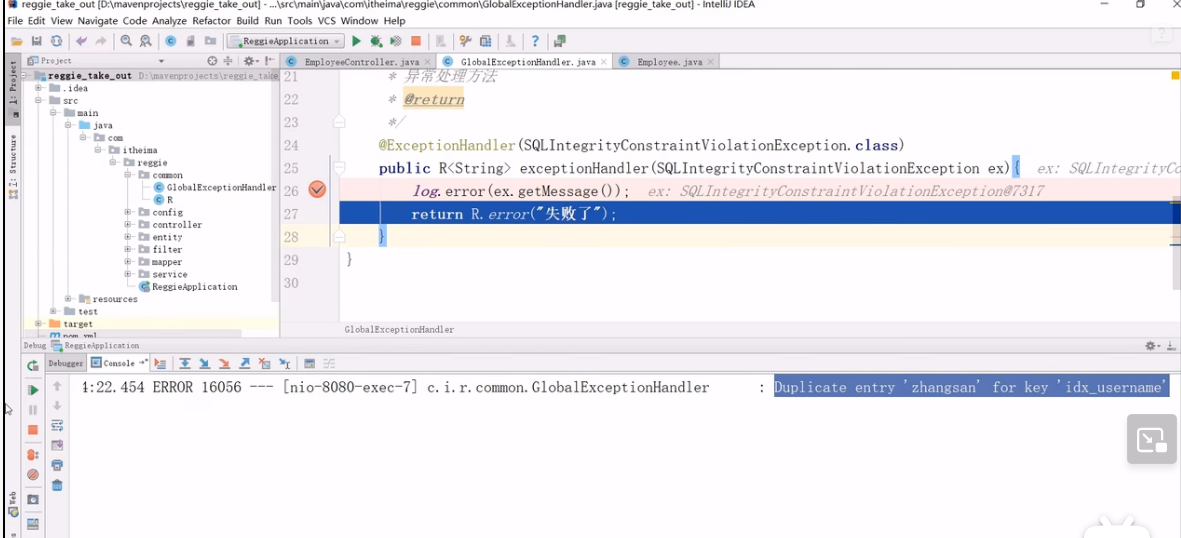 reggie_take_out [D:\mavenprojects\reggie_take_out] - ...\src\main\java\com\itheima\reggie\common\GlobalExceptionHandler.java [reggie_take_out] - IntelliJ IDEA
File Edit View Navigate Code Analyze Refactor Build Run Tools VCS Window Help
ReggieApplication
Project
EmployeeController.java
GlobalExceptionHandler.java
Employee.java
1: Project
Structure
Web
reggie_take_out D:\mavenprojects\reggie_take
.idea
src
main
java
com
itheima
reggie
common
GlobalExceptionHandler
R
config
controller
entity
filter
mapper
service
ReggieApplication
resources
test
target
pom.xml
21 * 异常处理方法
22 * @return
23 */
24 @ExceptionHandler(SQLIntegrityConstraintViolationException.class)
25 public R<String> exceptionHandler(SQLIntegrityConstraintViolationException ex){ ex: SQLIntegrityCo
26 log.error(ex.getMessage()); ex: SQLIntegrityConstraintViolationException@7317
27 return R.error("失败了");
28 }
29 }
30
GlobalExceptionHandler
Debug ReggieApplication
Debugger Console
4:22.454 ERROR 16056 --- [nio-8080-exec-7] c.i.r.common.GlobalExceptionHandler : Duplicate entry 'zhangsan' for key 'idx_username'